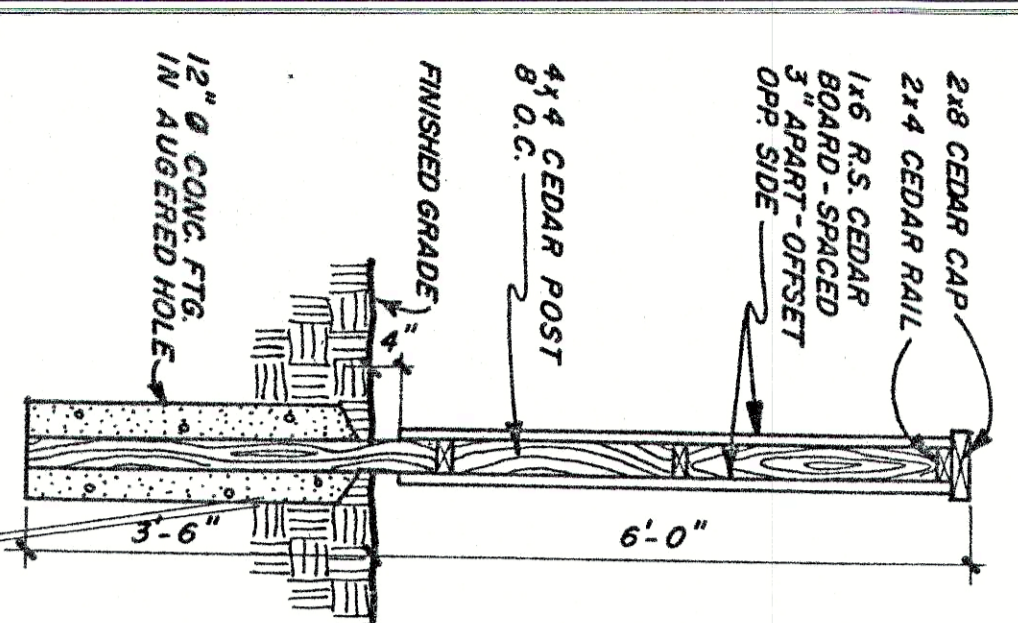 2x8 CEDAR CAP
2x4 CEDAR RAIL
1x6 R.S. CEDAR
BOARD - SPACED
3" APART - OFFSET
OPP. SIDE
4x4 CEDAR POST
8' O.C.
FINISHED GRADE
4"
12" Ø CONC. FTG.
IN AUGERED HOLE
3'-6"
6'-0"